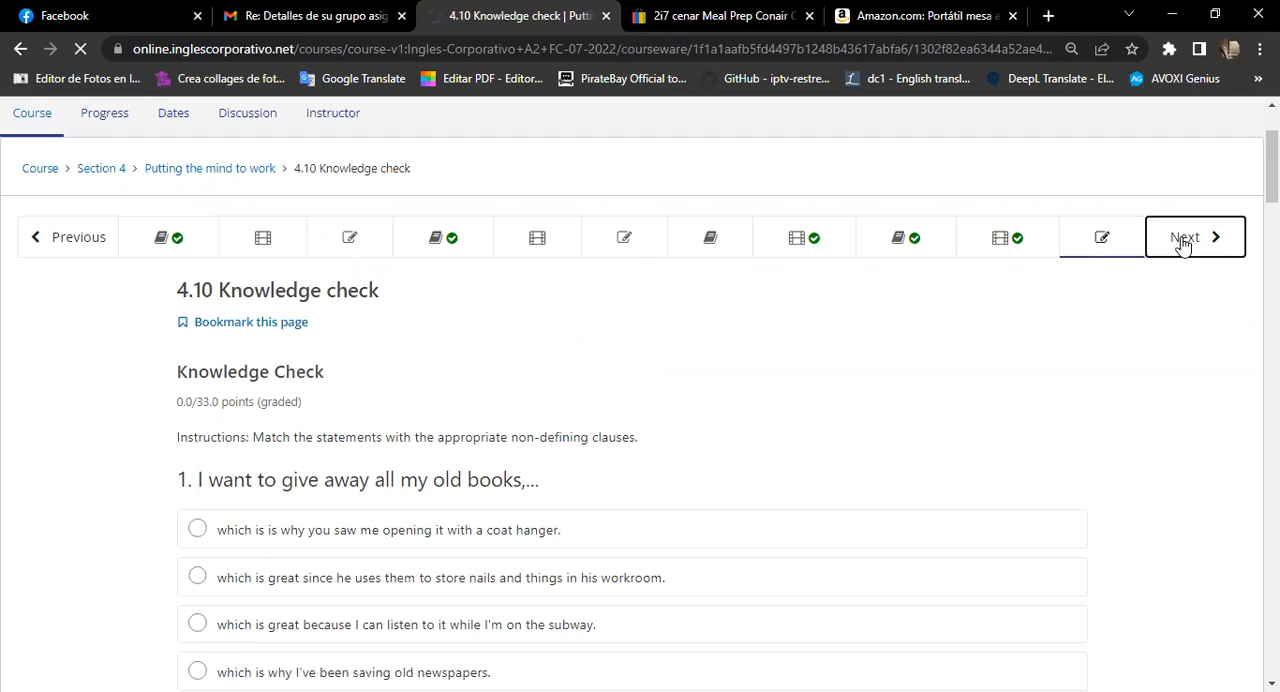 Facebook
Re: Detalles de su grupo asig
4.10 Knowledge check | Putti
2i7 cenar Meal Prep Conair C
Amazon.com: Portátil mesa a
online.inglescorporativo.net/courses/course-v1:Ingles-Corporativo+A2+FC-07-2022/courseware/1f1a1aafb5fd4497b1248b43617abfa6/1302f82ea6344a52ae4...
Editor de Fotos en l...
Crea collages de fot...
Google Translate
Editar PDF - Editor...
PirateBay Official to...
GitHub - iptv-restre...
dc1 - English transl...
DeepL Translate - El...
AVOXI Genius
»
Course
Progress
Dates
Discussion
Instructor
Course > Section 4 > Putting the mind to work > 4.10 Knowledge check
Previous
Next
4.10 Knowledge check
Bookmark this page
Knowledge Check
0.0/33.0 points (graded)
Instructions: Match the statements with the appropriate non-defining clauses.
1. I want to give away all my old books,...
which is is why you saw me opening it with a coat hanger.
which is great since he uses them to store nails and things in his workroom.
which is great because I can listen to it while I'm on the subway.
which is why I've been saving old newspapers.